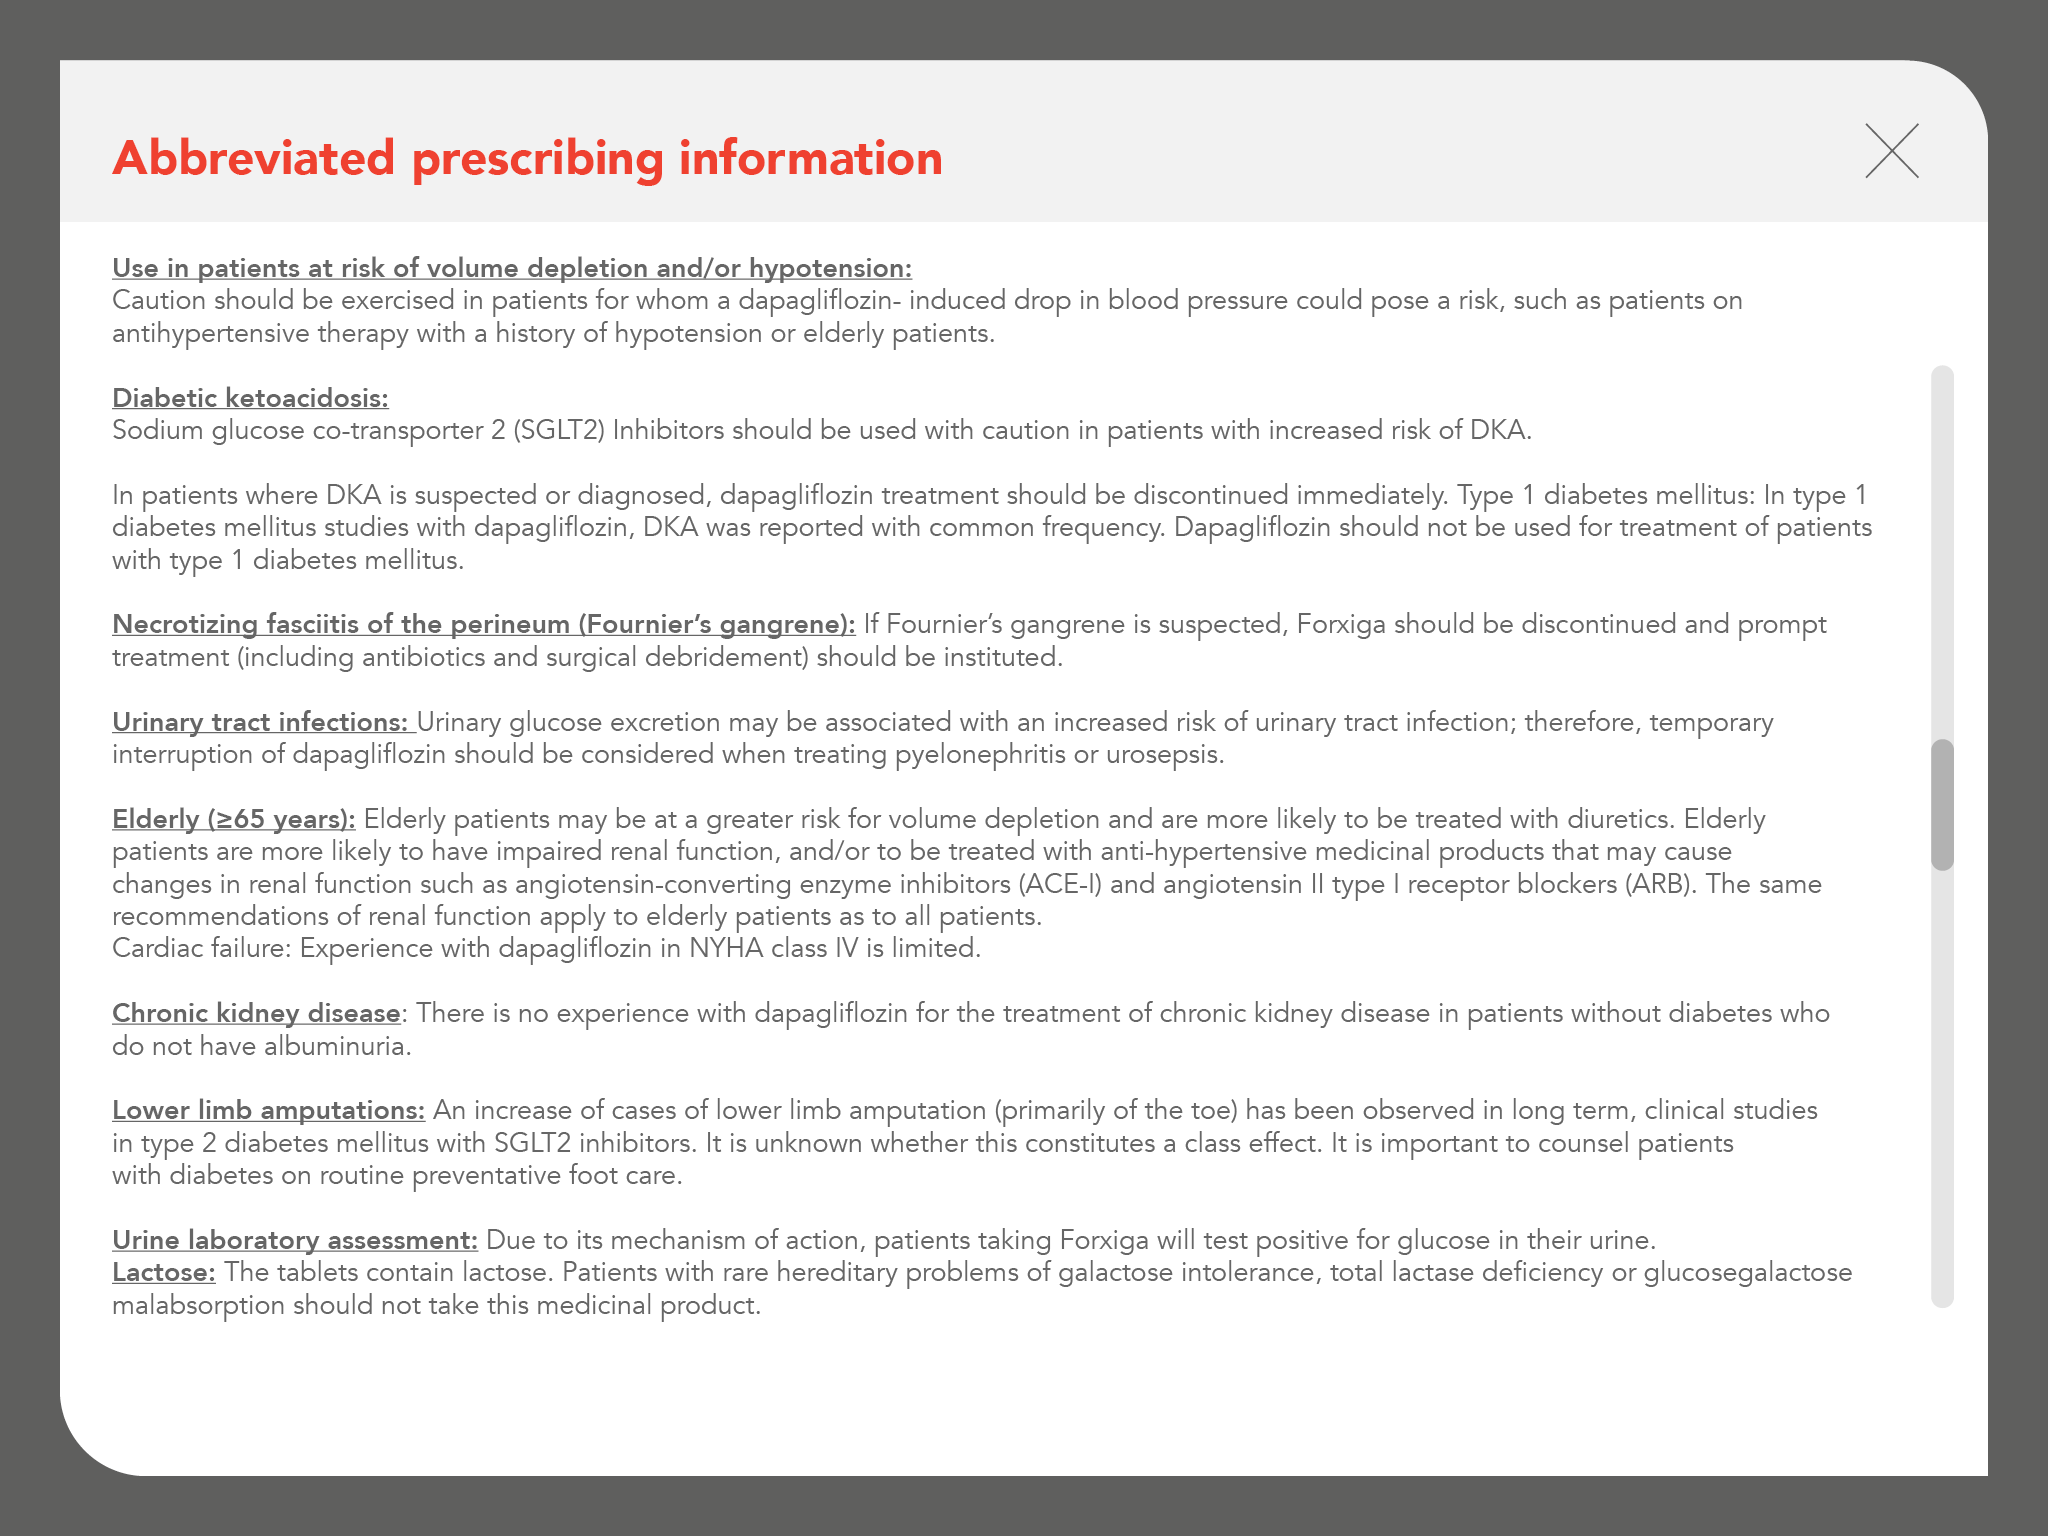 Abbreviated prescribing information
Use in patients at risk of volume depletion and/or hypotension:
Caution should be exercised in patients for whom a dapagliflozin- induced drop in blood pressure could pose a risk, such as patients on
antihypertensive therapy with a history of hypotension or elderly patients.
Diabetic ketoacidosis:
Sodium glucose co-transporter 2 (SGLT2) Inhibitors should be used with caution in patients with increased risk of DKA.
In patients where DKA is suspected or diagnosed, dapagliflozin treatment should be discontinued immediately. Type 1 diabetes mellitus: In type 1
diabetes mellitus studies with dapagliflozin, DKA was reported with common frequency. Dapagliflozin should not be used for treatment of patients
with type 1 diabetes mellitus.
Necrotizing fasciitis of the perineum (Fournier’s gangrene): If Fournier’s gangrene is suspected, Forxiga should be discontinued and prompt
treatment (including antibiotics and surgical debridement) should be instituted.
Urinary tract infections: Urinary glucose excretion may be associated with an increased risk of urinary tract infection; therefore, temporary
interruption of dapagliflozin should be considered when treating pyelonephritis or urosepsis.
Elderly (≥65 years): Elderly patients may be at a greater risk for volume depletion and are more likely to be treated with diuretics. Elderly
patients are more likely to have impaired renal function, and/or to be treated with anti-hypertensive medicinal products that may cause
changes in renal function such as angiotensin-converting enzyme inhibitors (ACE-I) and angiotensin II type I receptor blockers (ARB). The same
recommendations of renal function apply to elderly patients as to all patients.
Cardiac failure: Experience with dapagliflozin in NYHA class IV is limited.
Chronic kidney disease: There is no experience with dapagliflozin for the treatment of chronic kidney disease in patients without diabetes who
do not have albuminuria.
Lower limb amputations: An increase of cases of lower limb amputation (primarily of the toe) has been observed in long term, clinical studies
in type 2 diabetes mellitus with SGLT2 inhibitors. It is unknown whether this constitutes a class effect. It is important to counsel patients
with diabetes on routine preventative foot care.
Urine laboratory assessment: Due to its mechanism of action, patients taking Forxiga will test positive for glucose in their urine.
Lactose: The tablets contain lactose. Patients with rare hereditary problems of galactose intolerance, total lactase deficiency or glucosegalactose
malabsorption should not take this medicinal product.